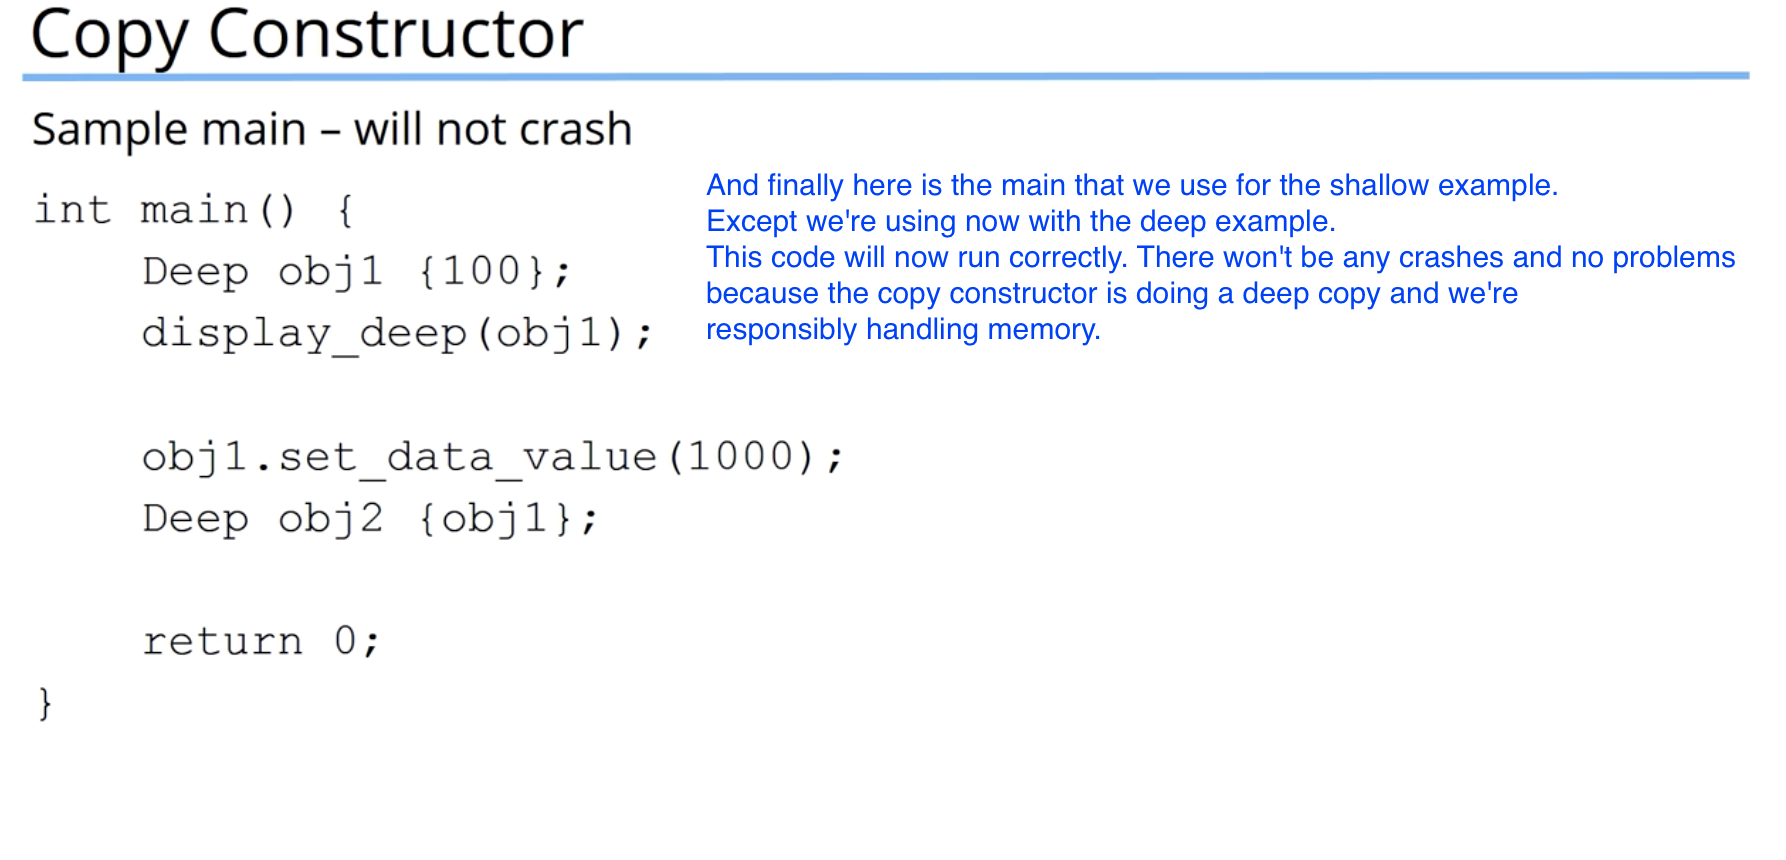 Copy Constructor
Sample main – will not crash
int main() {
    Deep obj1 {100};
    display_deep(obj1);
    obj1.set_data_value(1000);
    Deep obj2 {obj1};
    return 0;
}
And finally here is the main that we use for the shallow example.
Except we're using now with the deep example.
This code will now run correctly. There won't be any crashes and no problems
because the copy constructor is doing a deep copy and we're
responsibly handling memory.